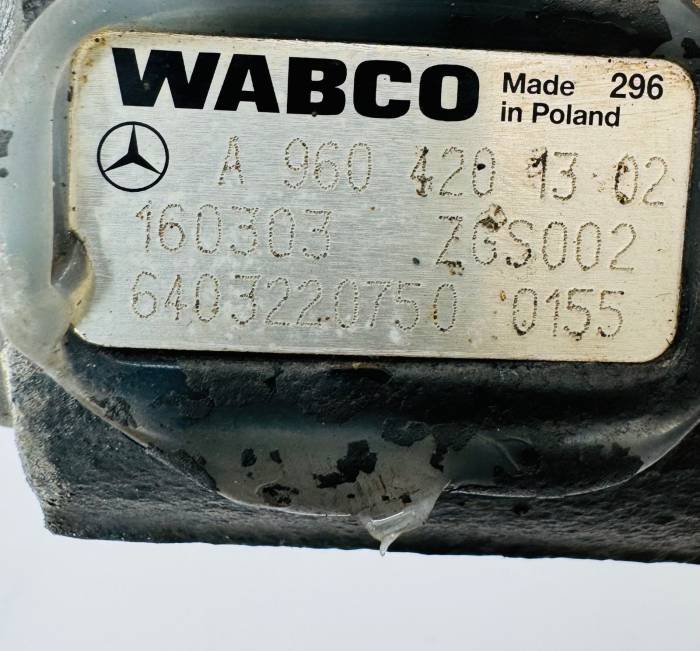 WABCO Made 296
in Poland
A 960 420 13 02
160303 ZGS002
6403220750 0155